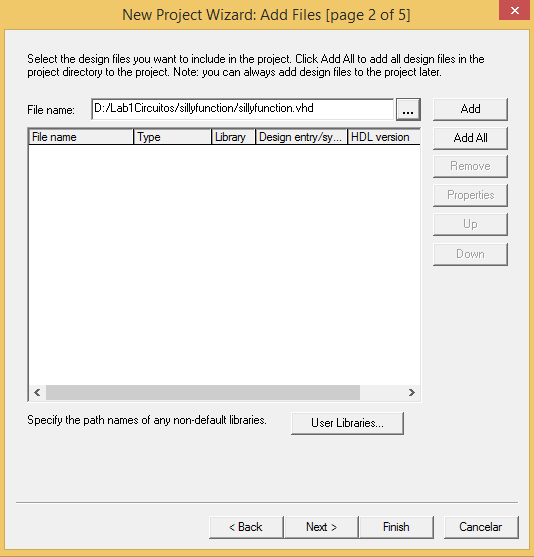 New Project Wizard: Add Files [page 2 of 5]
Select the design files you want to include in the project. Click Add All to add all design files in the
project directory to the project. Note: you can always add design files to the project later.
File name: D:/Lab1Circuitos/sillyfunction/sillyfunction.vhd ... Add
File name Type Library Design entry/sy... HDL version Add All
Remove
Properties
Up
Down
Specify the path names of any non-default libraries. User Libraries...
< Back Next > Finish Cancelar